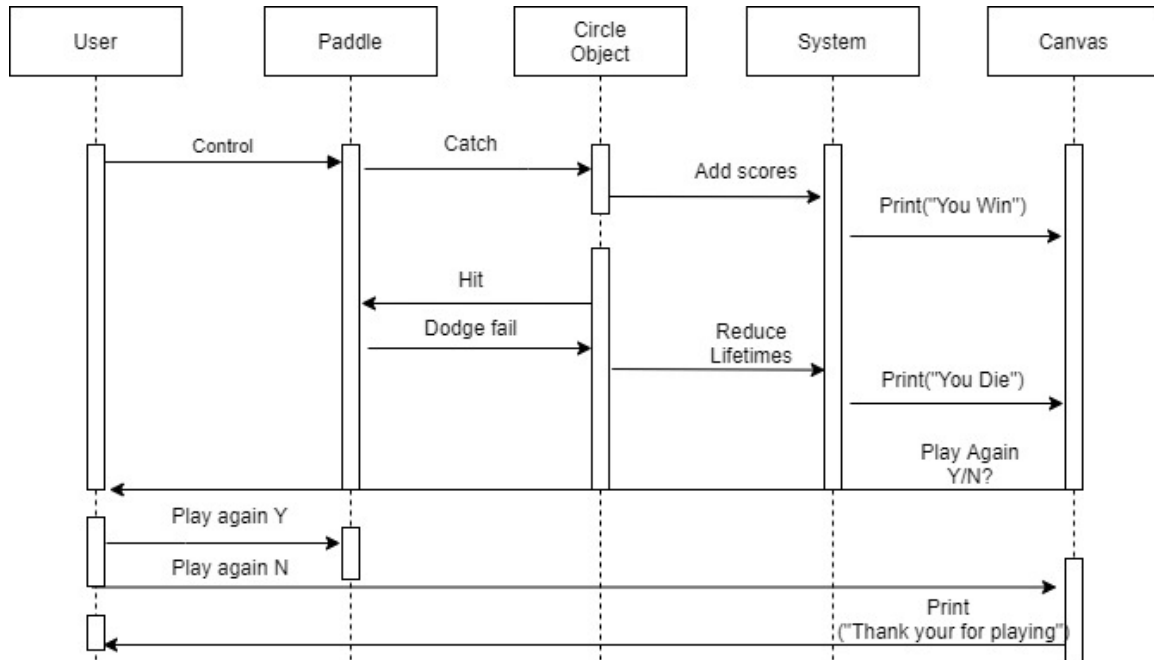 User
Paddle
Circle
Object
System
Canvas
Control
Catch
Add scores
Print("You Win")
Hit
Dodge fail
Reduce
Lifetimes
Print("You Die")
Play Again
Y/N?
Play again Y
Play again N
Print
("Thank your for playing")